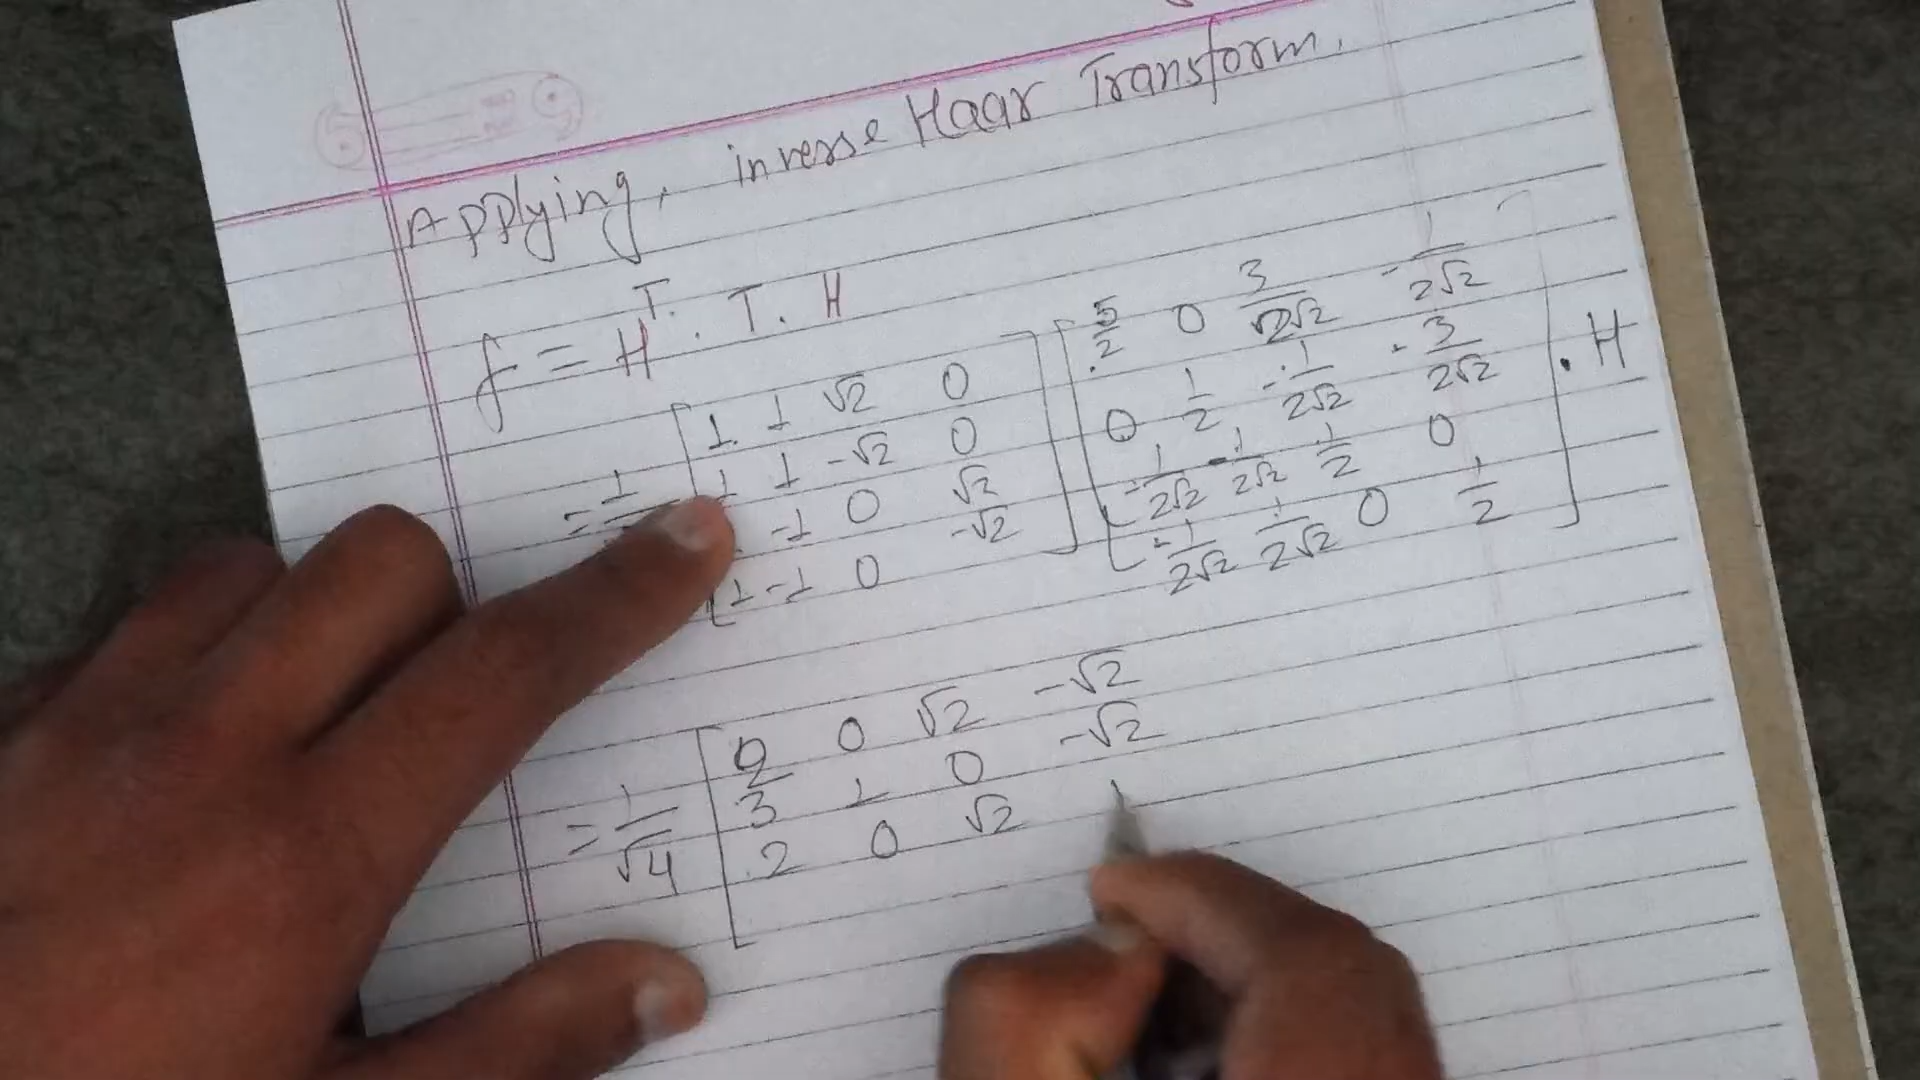 Applying, inverse Haar Transform.
f = H^T. T. H
= 1/ [1 1 √2 0; 1 1 -√2 0; -1 0 √2; 1 -1 0 -√2] [5/2 0 3/2√2 -1/2√2; 0 1/2 -1/2√2 -3/2√2; -1/2√2 -1/2√2 1/2 0; -1/2√2 1/2√2 0 1/2] . H
= 1/√4 [2 0 √2 -√2; 3 1 0 -√2; 2 0 √2